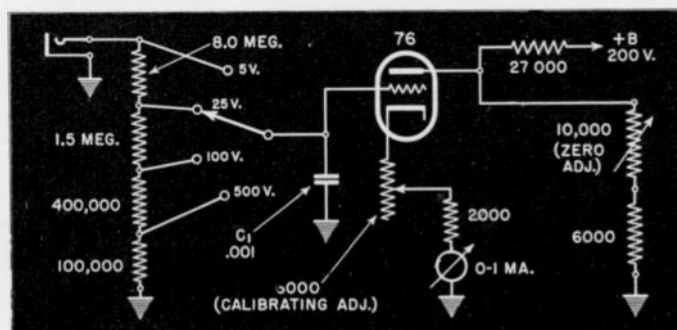 8.0 MEG.
5V.
76
27 000
+B
200 V.
25 V.
1.5 MEG.
100 V.
10,000
(ZERO
ADJ.)
500 V.
400,000
C1
.001
2000
6000
100,000
0-1 MA.
(CALIBRATING ADJ.)